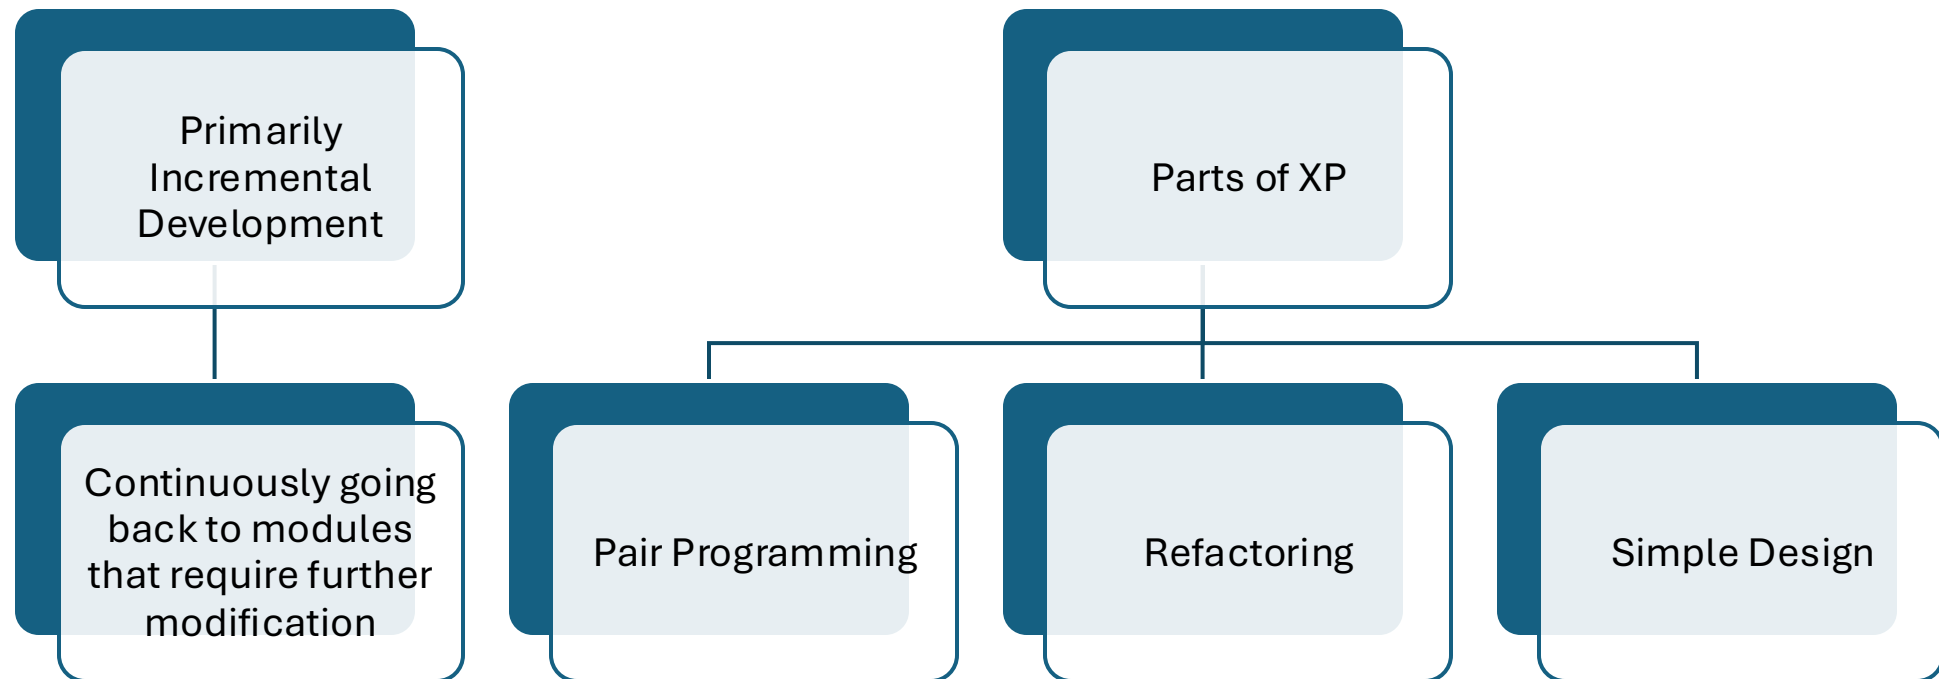 Primarily
Incremental
Development
Parts of XP
Continuously going
back to modules
that require further
modification
Pair Programming
Refactoring
Simple Design